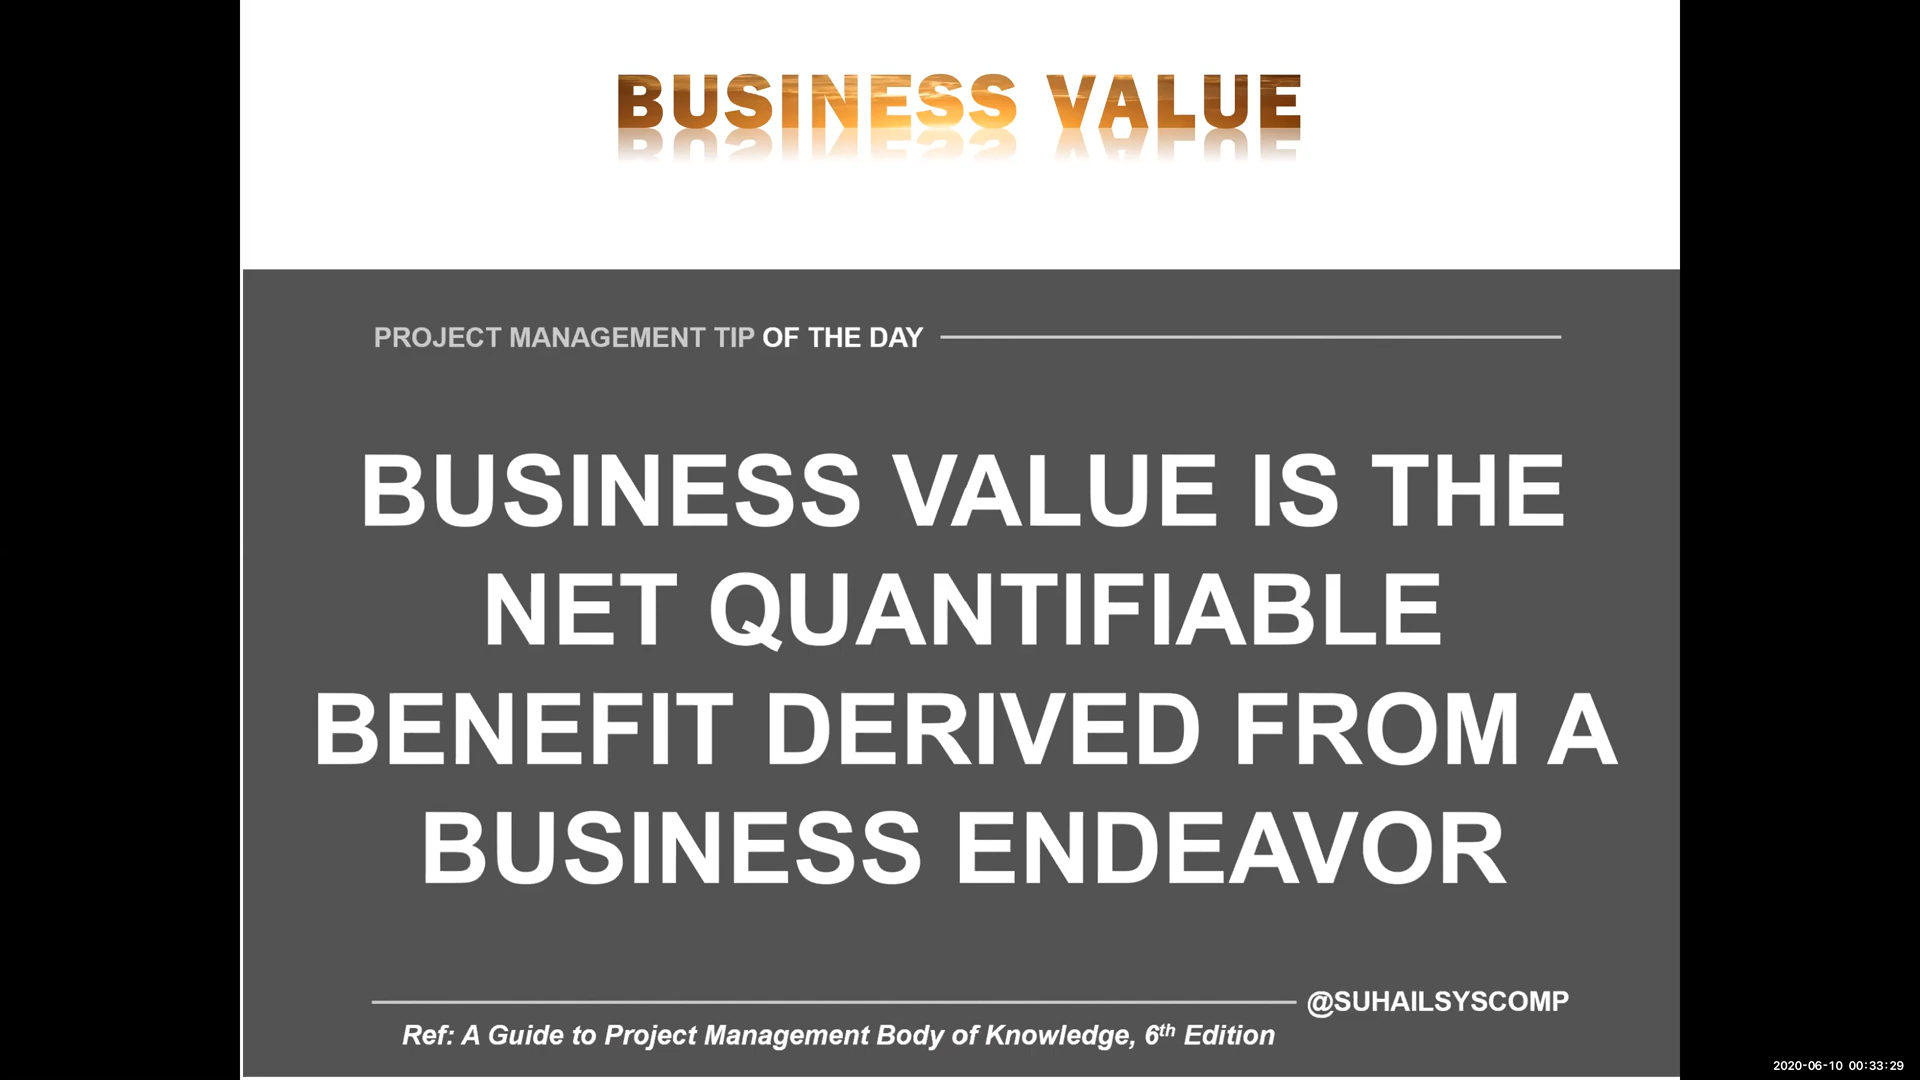 BUSINESS VALUE
PROJECT MANAGEMENT TIP OF THE DAY
BUSINESS VALUE IS THE
NET QUANTIFIABLE
BENEFIT DERIVED FROM A
BUSINESS ENDEAVOR
@SUHAILSYSCOMP
Ref: A Guide to Project Management Body of Knowledge, 6th Edition
2020-06-10 00:33:29